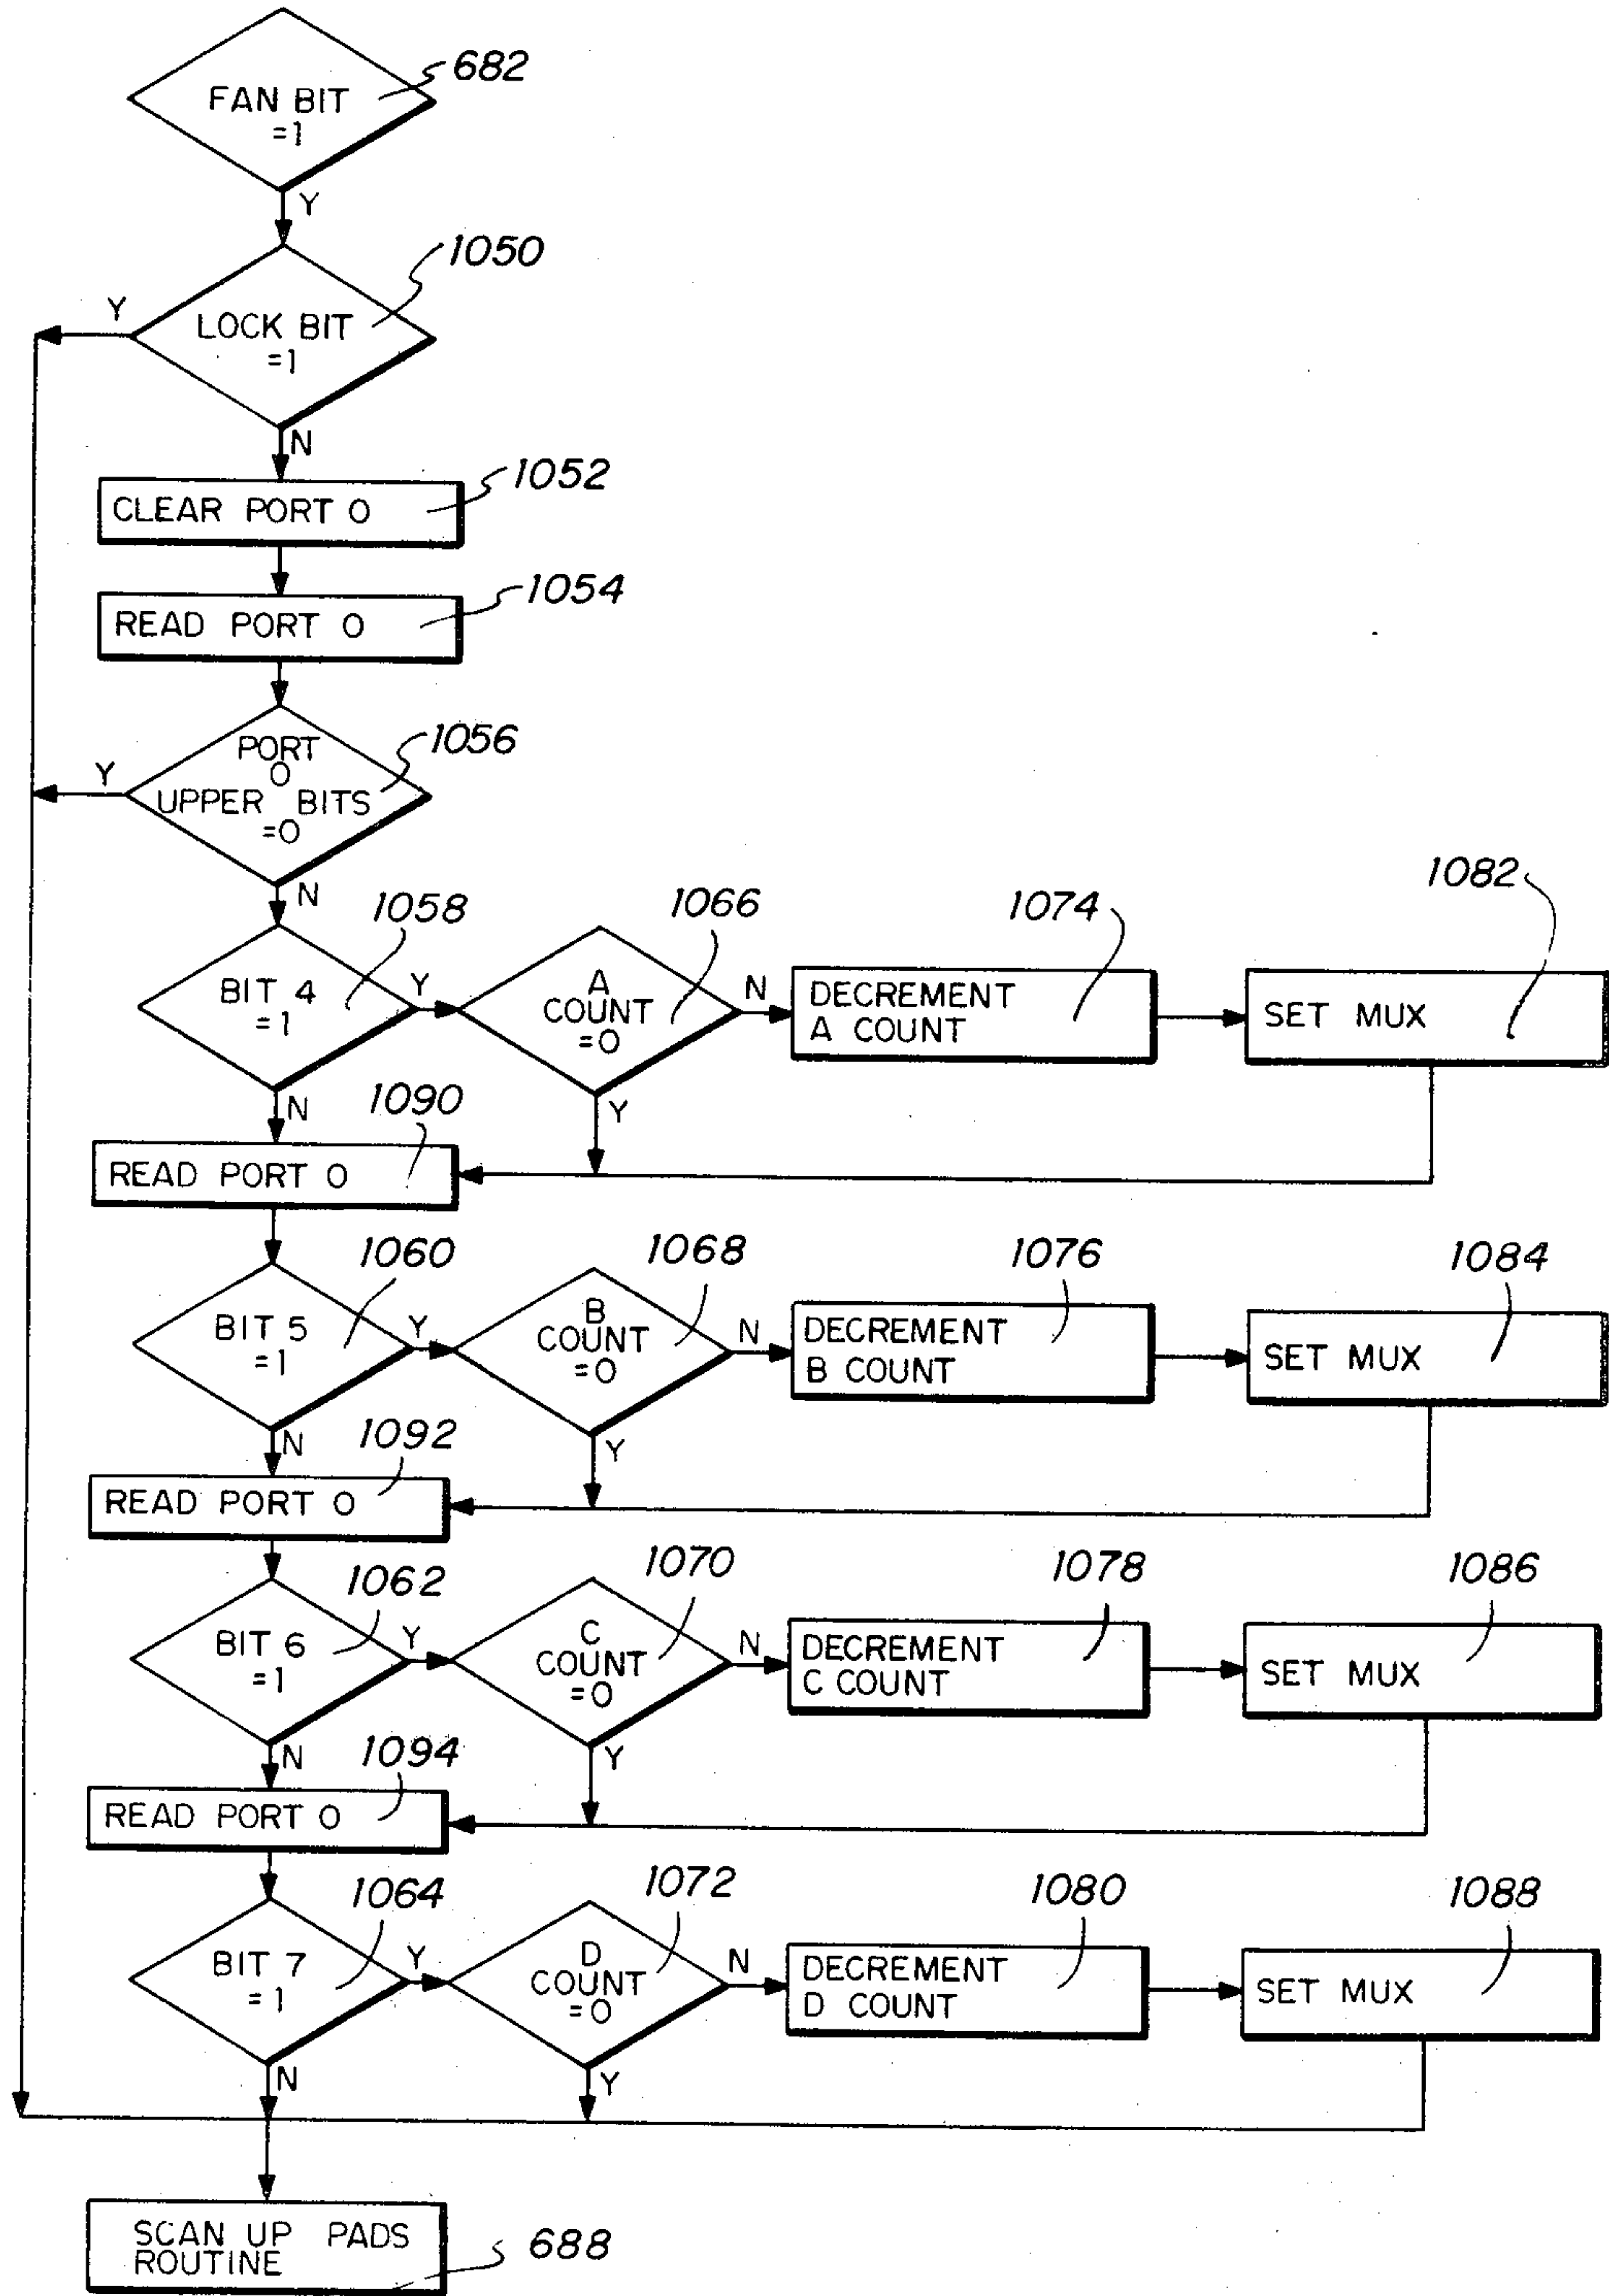 682
FAN BIT
=1
Y
1050
Y
LOCK BIT
=1
N
1052
CLEAR PORT 0
1054
READ PORT 0
1056
PORT
0
Y
UPPER BITS
=0
N
1058
1066
1074
1082
BIT 4
=1
Y
A
COUNT
=0
N
DECREMENT
A COUNT
SET MUX
N
1090
Y
READ PORT 0
1060
1068
1076
1084
BIT 5
=1
Y
B
COUNT
=0
N
DECREMENT
B COUNT
SET MUX
N
1092
Y
READ PORT 0
1062
1070
1078
1086
BIT 6
=1
Y
C
COUNT
=0
N
DECREMENT
C COUNT
SET MUX
N
1094
Y
READ PORT 0
1064
1072
1080
1088
BIT 7
=1
Y
D
COUNT
=0
N
DECREMENT
D COUNT
SET MUX
N
Y
SCAN UP PADS
ROUTINE
688